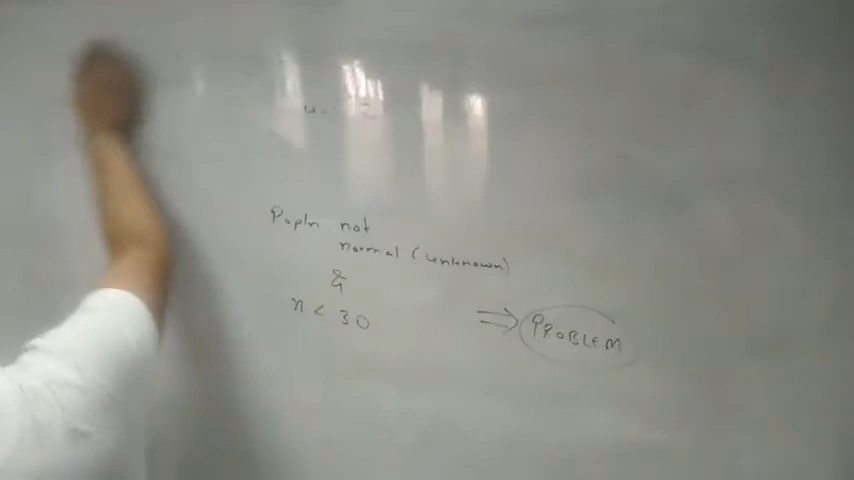 Popln not
normal (unknown)
&
n < 30
⇒ PROBLEM